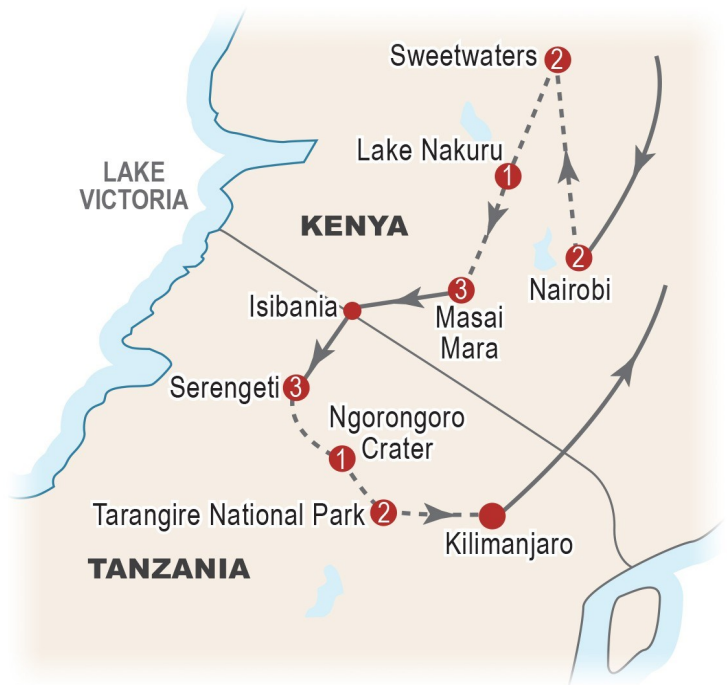 Sweetwaters 2
Lake Nakuru
1
LAKE
VICTORIA
KENYA
2
Nairobi
3
Masai
Mara
Isibania
Serengeti 3
Ngorongoro
Crater
1
Tarangire National Park 2
Kilimanjaro
TANZANIA